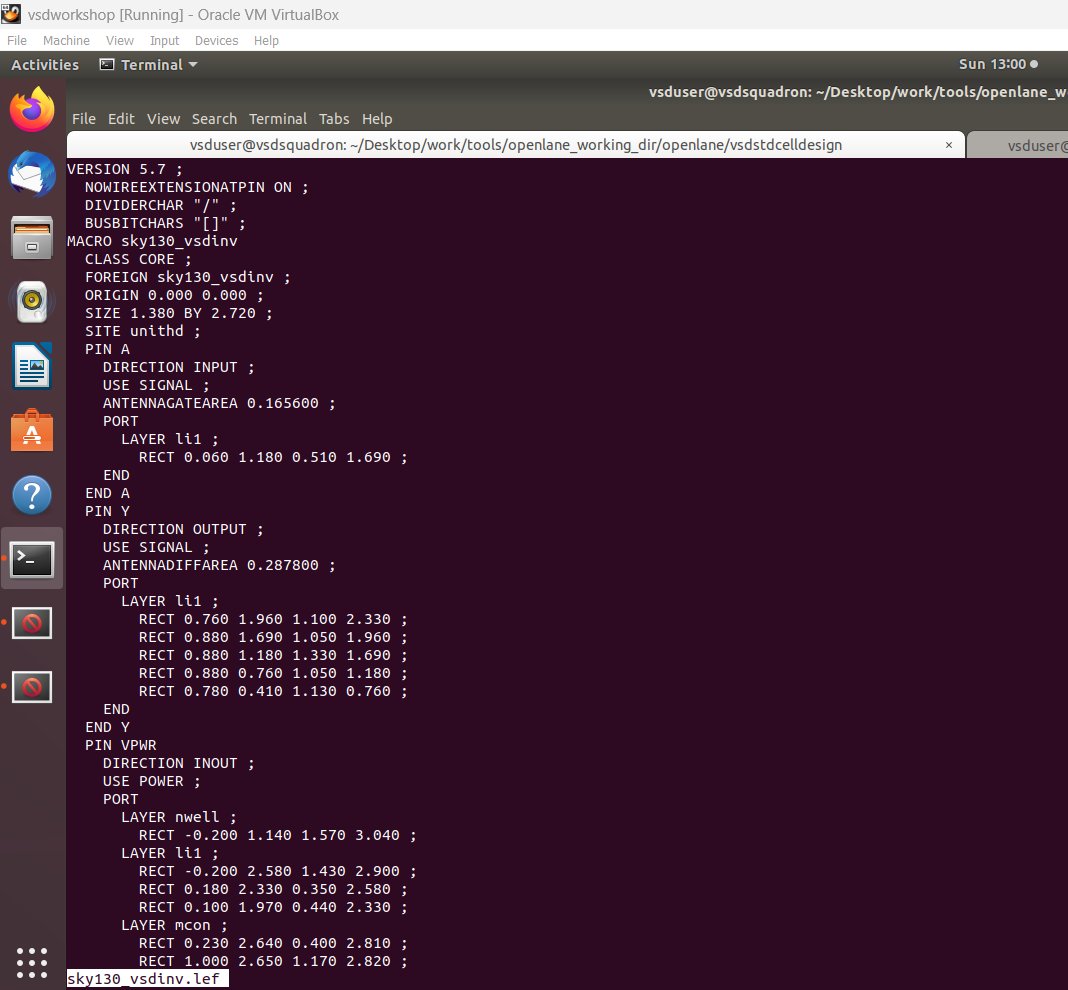 vsdworkshop [Running] - Oracle VM VirtualBox
File Machine View Input Devices Help
Activities Terminal Sun 13:00
vsduser@vsdsquadron: ~/Desktop/work/tools/openlane_w
File Edit View Search Terminal Tabs Help
vsduser@vsdsquadron: ~/Desktop/work/tools/openlane_working_dir/openlane/vsdstdcelldesign × vsduser@
VERSION 5.7 ;
  NOWIREEXTENSIONATPIN ON ;
  DIVIDERCHAR "/" ;
  BUSBITCHARS "[]" ;
MACRO sky130_vsdinv
  CLASS CORE ;
  FOREIGN sky130_vsdinv ;
  ORIGIN 0.000 0.000 ;
  SIZE 1.380 BY 2.720 ;
  SITE unithd ;
  PIN A
    DIRECTION INPUT ;
    USE SIGNAL ;
    ANTENNAGATEAREA 0.165600 ;
    PORT
      LAYER li1 ;
        RECT 0.060 1.180 0.510 1.690 ;
    END
  END A
  PIN Y
    DIRECTION OUTPUT ;
    USE SIGNAL ;
    ANTENNADIFFAREA 0.287800 ;
    PORT
      LAYER li1 ;
        RECT 0.760 1.960 1.100 2.330 ;
        RECT 0.880 1.690 1.050 1.960 ;
        RECT 0.880 1.180 1.330 1.690 ;
        RECT 0.880 0.760 1.050 1.180 ;
        RECT 0.780 0.410 1.130 0.760 ;
    END
  END Y
  PIN VPWR
    DIRECTION INOUT ;
    USE POWER ;
    PORT
      LAYER nwell ;
        RECT -0.200 1.140 1.570 3.040 ;
      LAYER li1 ;
        RECT -0.200 2.580 1.430 2.900 ;
        RECT 0.180 2.330 0.350 2.580 ;
        RECT 0.100 1.970 0.440 2.330 ;
      LAYER mcon ;
        RECT 0.230 2.640 0.400 2.810 ;
        RECT 1.000 2.650 1.170 2.820 ;
sky130_vsdinv.lef